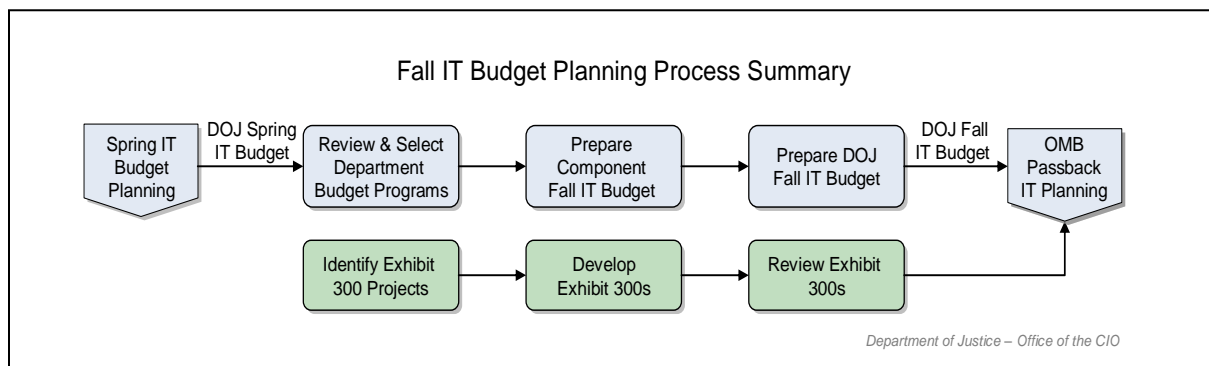 Fall IT Budget Planning Process Summary
Spring IT
Budget
Planning
DOJ Spring
IT Budget
Review & Select
Department
Budget Programs
Prepare
Component
Fall IT Budget
Prepare DOJ
Fall IT Budget
DOJ Fall
IT Budget
OMB
Passback
IT Planning
Identify Exhibit
300 Projects
Develop
Exhibit 300s
Review Exhibit
300s
Department of Justice – Office of the CIO